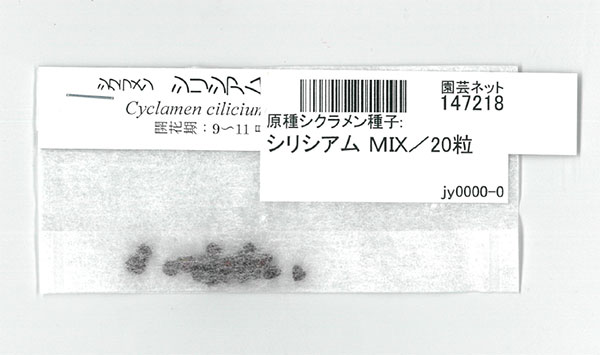 シクラメン シリシアム
Cyclamen cilicium
開花期：9～11
園芸ネット
147218
原種シクラメン種子:
シリシアム MIX／20粒
jy0000-0